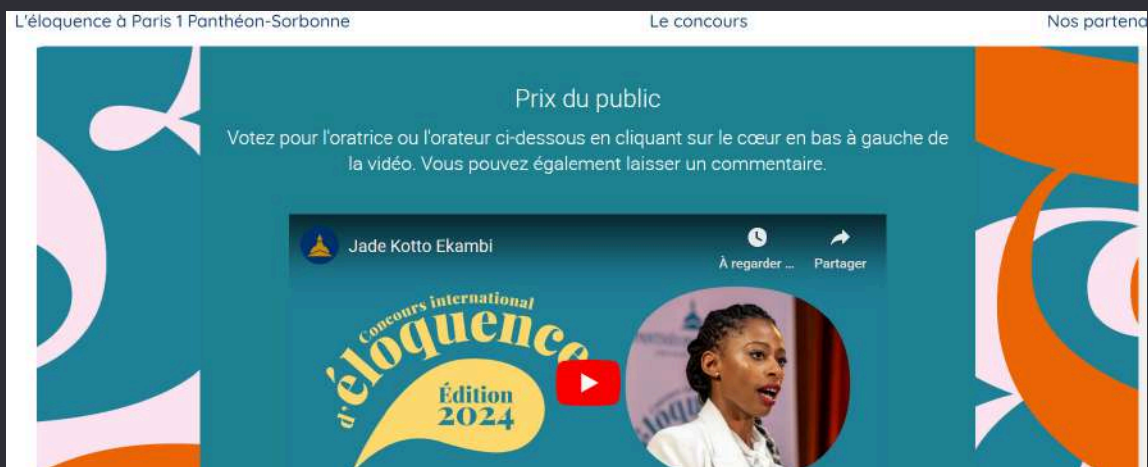 L'éloquence à Paris 1 Panthéon-Sorbonne
Le concours
Nos partena
Prix du public
Votez pour l'oratrice ou l'orateur ci-dessous en cliquant sur le cœur en bas à gauche de
la vidéo. Vous pouvez également laisser un commentaire.
Jade Kotto Ekambi
À regarder ...
Partager
Concours international
d'éloquence
Édition
2024